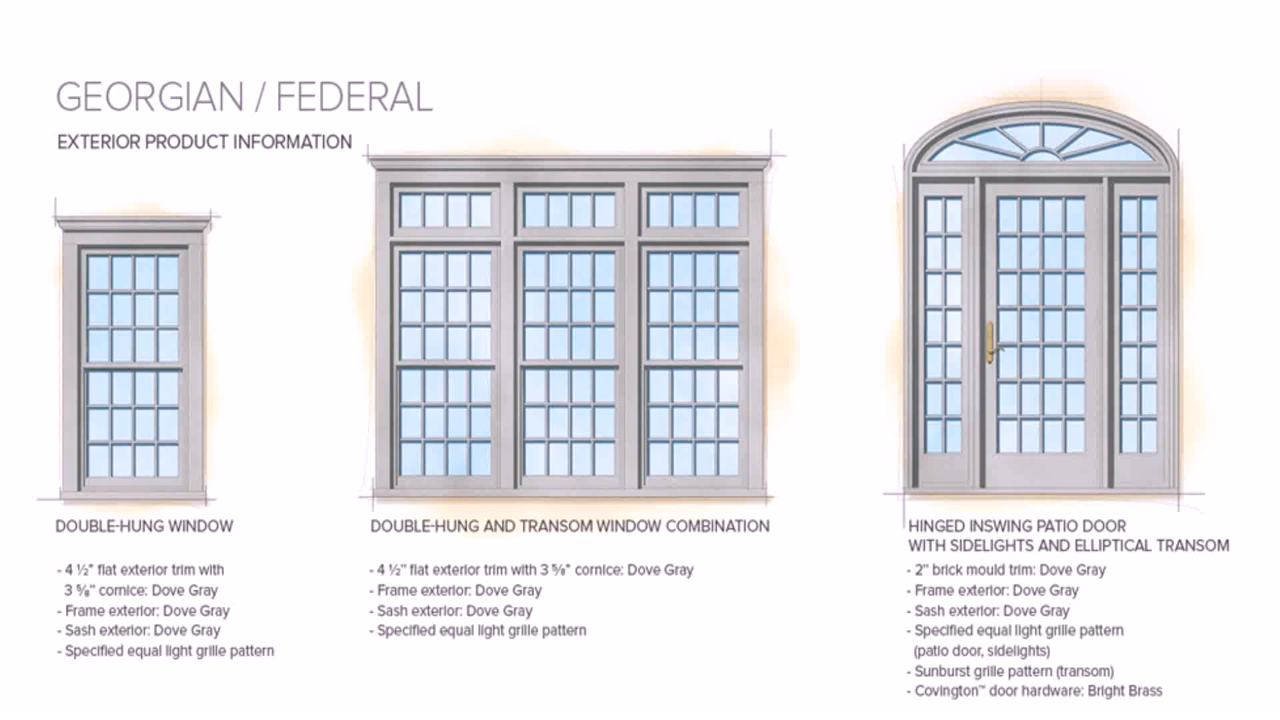 GEORGIAN / FEDERAL
EXTERIOR PRODUCT INFORMATION
DOUBLE-HUNG WINDOW
- 4 ½" flat exterior trim with
3 ⅝" cornice: Dove Gray
- Frame exterior: Dove Gray
- Sash exterior: Dove Gray
- Specified equal light grille pattern
DOUBLE-HUNG AND TRANSOM WINDOW COMBINATION
- 4 ½" flat exterior trim with 3 ⅝" cornice: Dove Gray
- Frame exterior: Dove Gray
- Sash exterior: Dove Gray
- Specified equal light grille pattern
HINGED INSWING PATIO DOOR
WITH SIDELIGHTS AND ELLIPTICAL TRANSOM
- 2" brick mould trim: Dove Gray
- Frame exterior: Dove Gray
- Sash exterior: Dove Gray
- Specified equal light grille pattern
(patio door, sidelights)
- Sunburst grille pattern (transom)
- Covington™ door hardware: Bright Brass